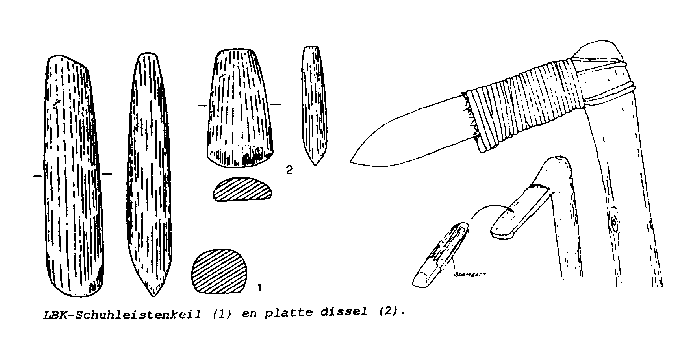 2
1
LBK-Schuhleistenkeil (1) en platte dissel (2).